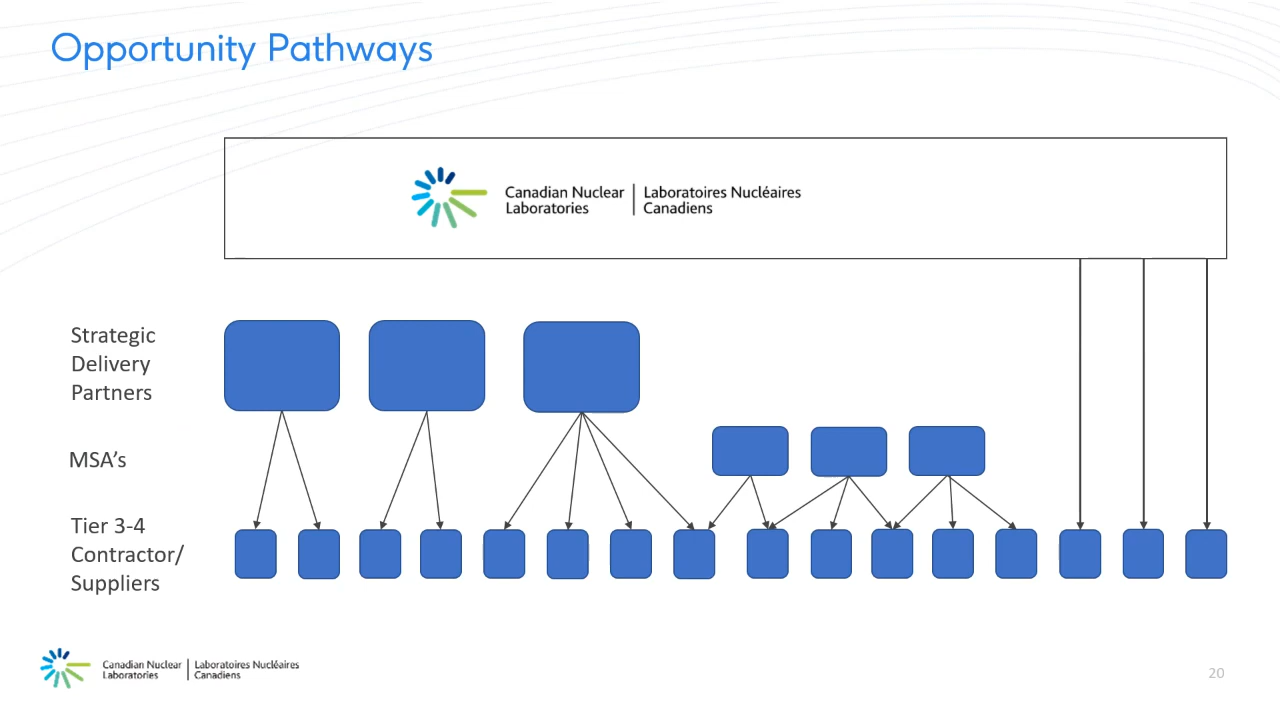 Opportunity Pathways
Canadian Nuclear
Laboratories
Laboratoires Nucléaires
Canadiens
Strategic
Delivery
Partners
MSA’s
Tier 3-4
Contractor/
Suppliers
Canadian Nuclear
Laboratories
Laboratoires Nucléaires
Canadiens
20